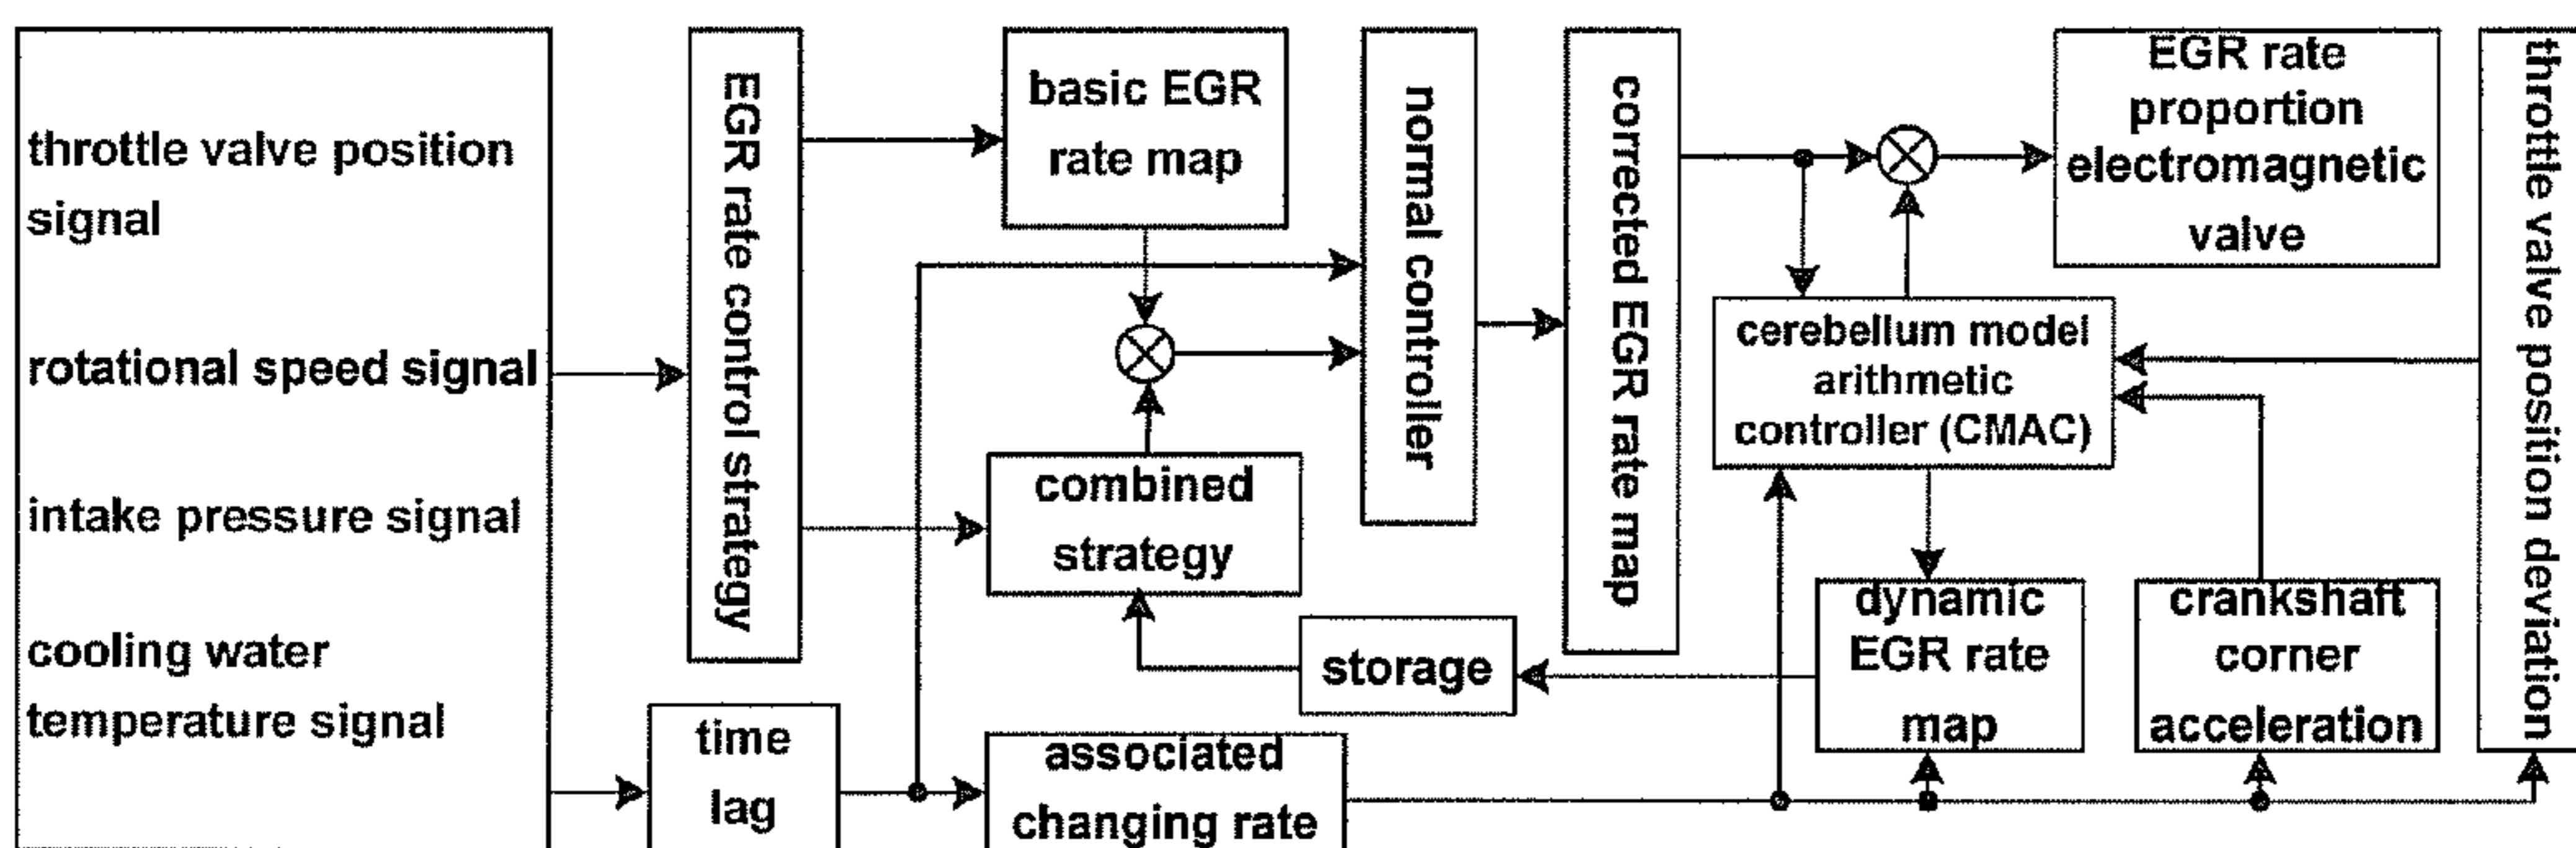 throttle valve position
signal
rotational speed signal
intake pressure signal
cooling water
temperature signal
EGR rate control strategy
time
lag
basic EGR
rate map
combined
strategy
storage
associated
changing rate
normal controller
corrected EGR rate map
EGR rate
proportion
electromagnetic
valve
cerebellum model
arithmetic
controller (CMAC)
dynamic
EGR rate
map
crankshaft
corner
acceleration
throttle valve position deviation